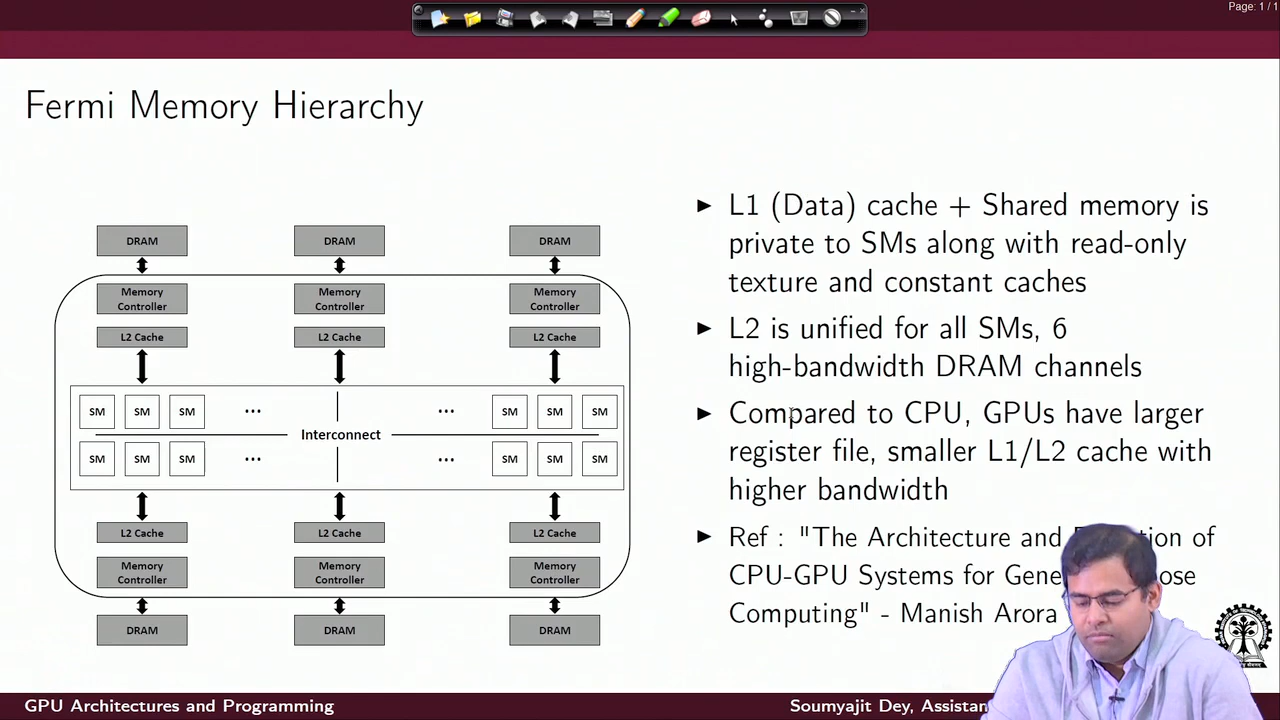 Page: 1 / 1
Fermi Memory Hierarchy
DRAM DRAM DRAM
Memory Controller Memory Controller Memory Controller
L2 Cache L2 Cache L2 Cache
SM SM SM ... ... SM SM SM
Interconnect
SM SM SM ... ... SM SM SM
L2 Cache L2 Cache L2 Cache
Memory Controller Memory Controller Memory Controller
DRAM DRAM DRAM
L1 (Data) cache + Shared memory is
private to SMs along with read-only
texture and constant caches
L2 is unified for all SMs, 6
high-bandwidth DRAM channels
Compared to CPU, GPUs have larger
register file, smaller L1/L2 cache with
higher bandwidth
Ref : "The Architecture and of
CPU-GPU Systems for
Computing" - Manish Arora
GPU Architectures and Programming
Soumyajit Dey,